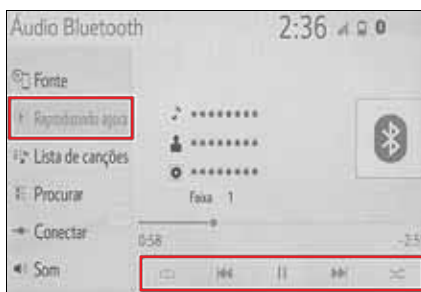 Áudio Bluetooth
2:36
Fonte
Reproduzindo agora
Lista de canções
Procurar
Conectar
Som
********
********
********
Faixa 1
0:58